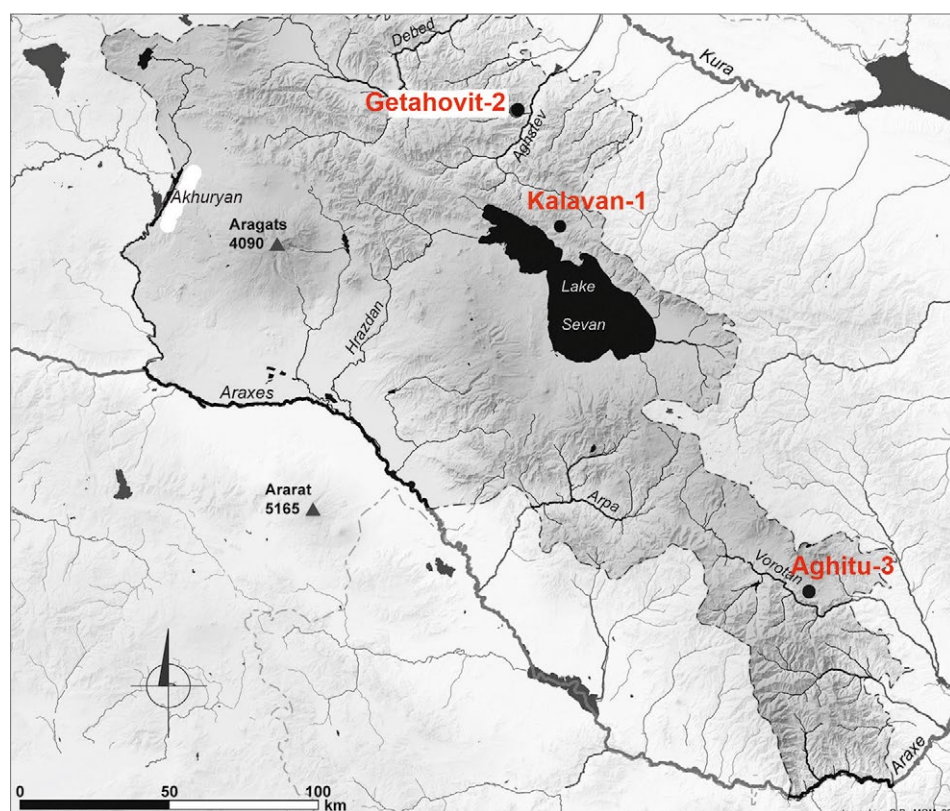 Debed
Kura
Getahovit-2
Aghstev
Akhuryan
Kalavan-1
Aragats
4090
Lake
Sevan
Hrazdan
Araxes
Ararat
5165
Arpa
Vorotan
Aghitu-3
Araxe
0 50 100
km